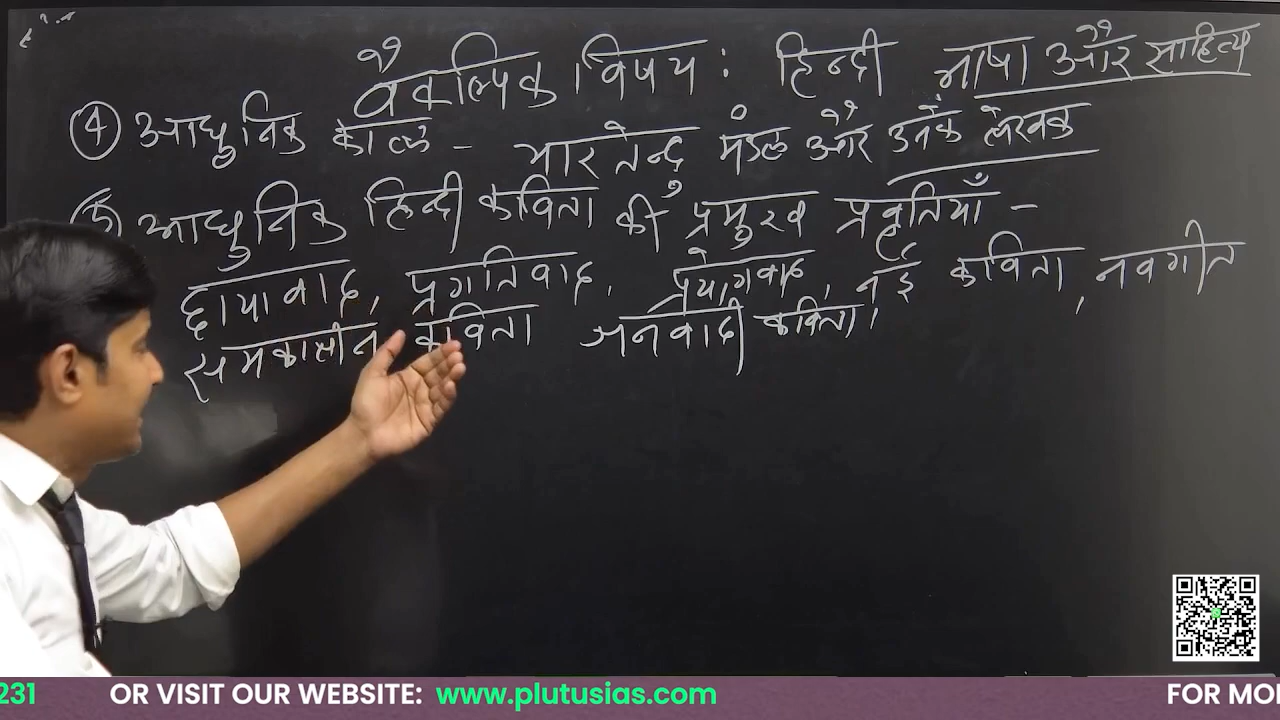 वैकल्पिक विषय: हिन्दी भाषा और साहित्य
④ आधुनिक काल - भारतेन्दु मंडल और उनके लेखक
आधुनिक हिन्दी कविता की प्रमुख प्रवृतियाँ -
छायावाद, प्रगतिवाद, प्रयोगवाद, नई कविता, नवगीत
समकालीन कविता जनवादी कविता।
231 OR VISIT OUR WEBSITE: www.plutusias.com FOR MO